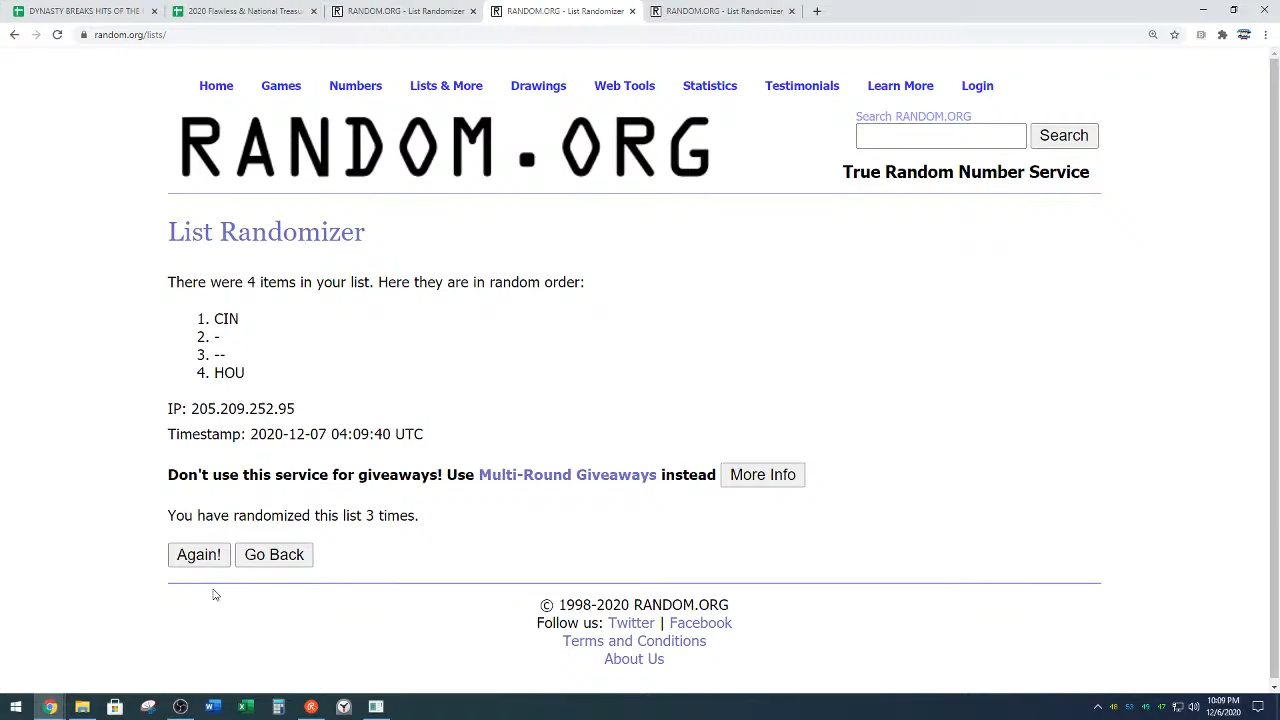 DYNASTY BREAKS HITS OF THE
2020 Flawless & National Treasur
RANDOM.ORG - List Randomizer
RANDOM.ORG - List Randomizer
RANDOM.ORG - List Randomizer
random.org/lists/
Home Games Numbers Lists & More Drawings Web Tools Statistics Testimonials Learn More Login
RANDOM.ORG
Search RANDOM.ORG
Search
True Random Number Service
List Randomizer
There were 4 items in your list. Here they are in random order:
1. CIN
2. -
3. --
4. HOU
IP: 205.209.252.95
Timestamp: 2020-12-07 04:09:40 UTC
Don't use this service for giveaways! Use Multi-Round Giveaways instead More Info
You have randomized this list 3 times.
Again! Go Back
© 1998-2020 RANDOM.ORG
Follow us: Twitter | Facebook
Terms and Conditions
About Us
48 53 49 47
10:09 PM
12/6/2020